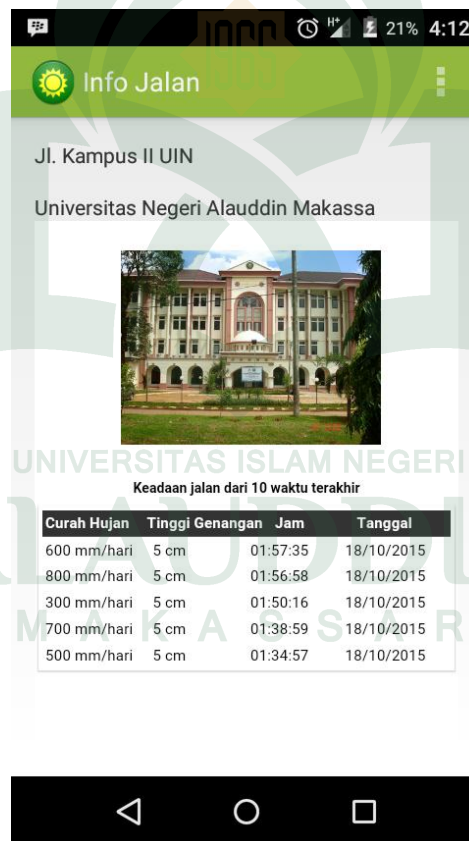 H+ 21% 4:12
Info Jalan
Jl. Kampus II UIN
Universitas Negeri Alauddin Makassa
UNIVERSITAS ISLAM NEGERI
Keadaan jalan dari 10 waktu terakhir
Curah Hujan Tinggi Genangan Jam Tanggal
600 mm/hari 5 cm 01:57:35 18/10/2015
800 mm/hari 5 cm 01:56:58 18/10/2015
300 mm/hari 5 cm 01:50:16 18/10/2015
700 mm/hari 5 cm 01:38:59 18/10/2015
500 mm/hari 5 cm 01:34:57 18/10/2015
ALAUDDU
MAKASSAR